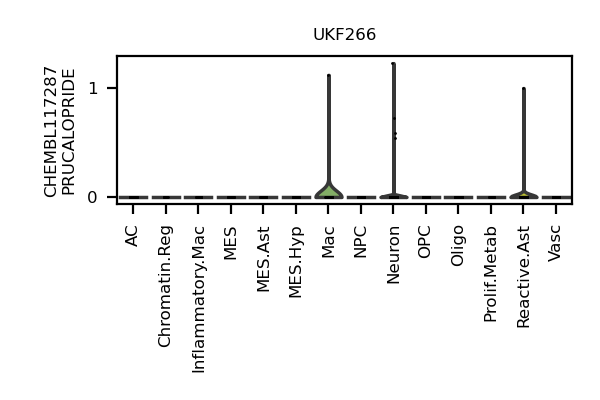 UKF266
CHEMBL117287
PRUCALOPRIDE
1
0
AC
Chromatin.Reg
Inflammatory.Mac
MES
MES.Ast
MES.Hyp
Mac
NPC
Neuron
OPC
Oligo
Prolif.Metab
Reactive.Ast
Vasc